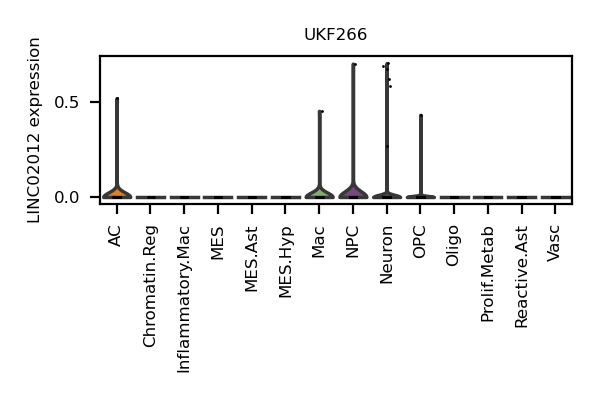 UKF266
LINC02012 expression
0.5
0.0
AC
Chromatin.Reg
Inflammatory.Mac
MES
MES.Ast
MES.Hyp
Mac
NPC
Neuron
OPC
Oligo
Prolif.Metab
Reactive.Ast
Vasc